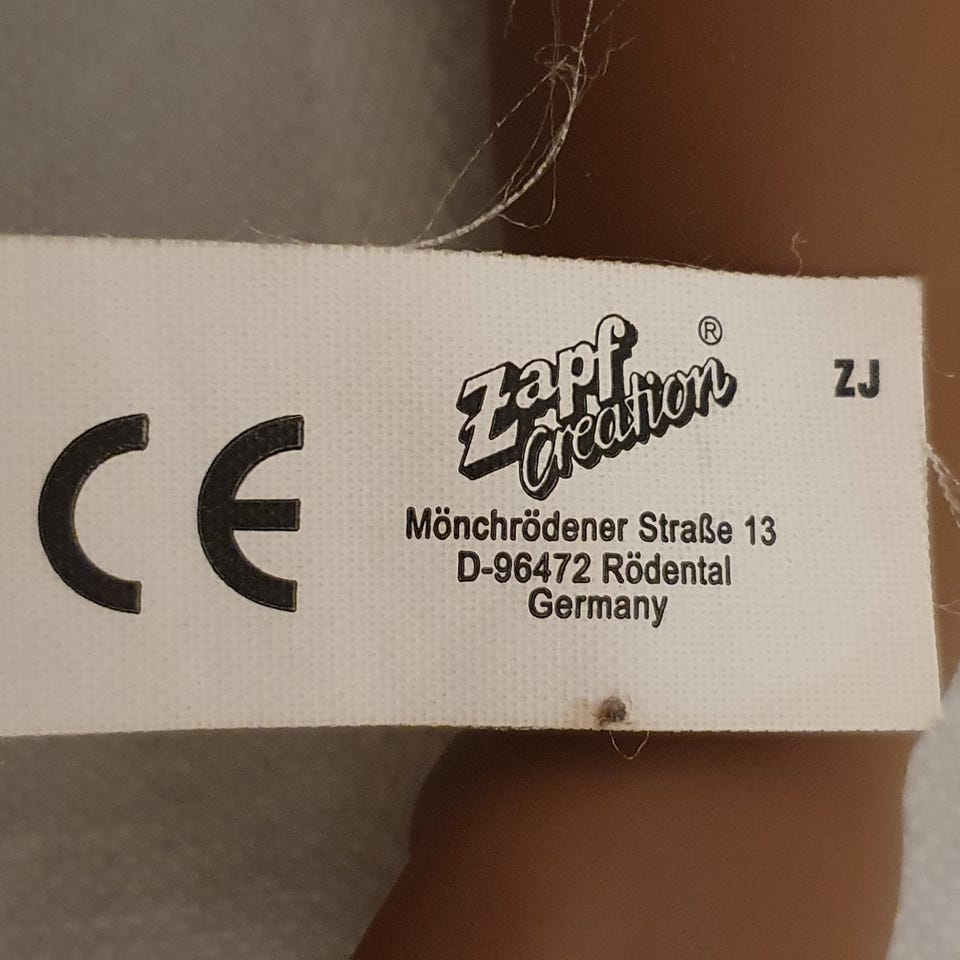 CE
Zapf
Creation®
ZJ
Mönchrödener Straße 13
D-96472 Rödental
Germany